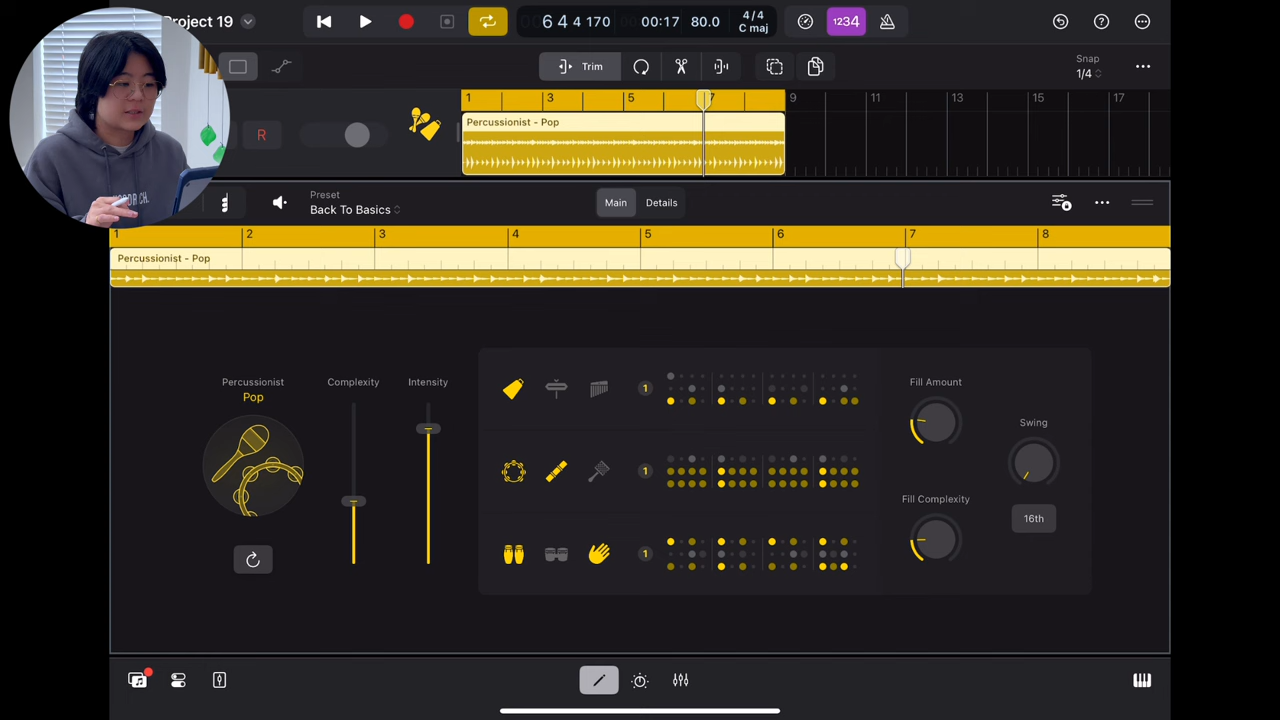 Project 19
1234
6 4 4 170
00:17
80.0
4/4
C maj
Trim
Snap
1/4
1
3
5
7
9
11
13
15
17
Percussionist - Pop
R
Preset
Back To Basics
Main
Details
1
2
3
4
5
6
7
8
Percussionist - Pop
Percussionist
Pop
Complexity
Intensity
1
1
1
Fill Amount
Fill Complexity
Swing
16th